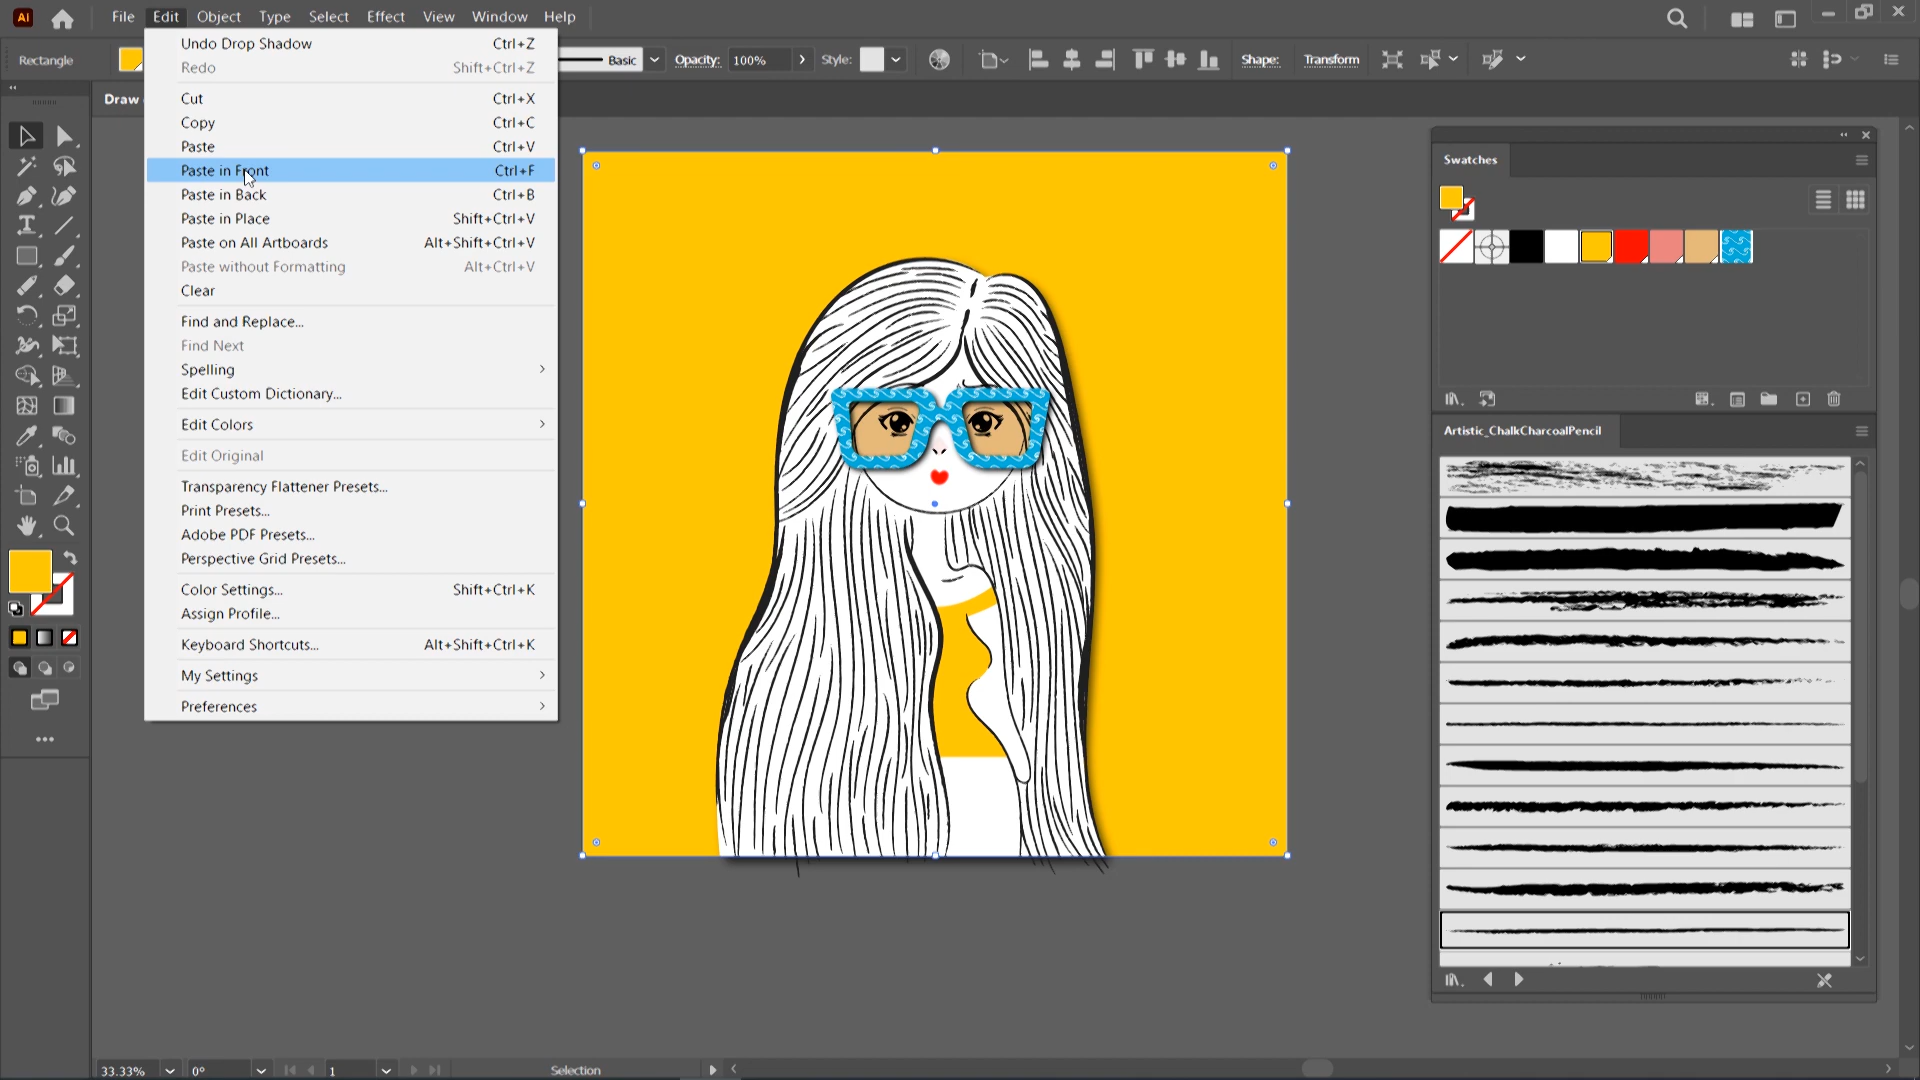 Ai File Edit Object Type Select Effect View Window Help
Rectangle Basic Opacity: 100% Style: Shape: Transform
Draw
Undo Drop Shadow Ctrl+Z
Redo Shift+Ctrl+Z
Cut Ctrl+X
Copy Ctrl+C
Paste Ctrl+V
Paste in Front Ctrl+F
Paste in Back Ctrl+B
Paste in Place Shift+Ctrl+V
Paste on All Artboards Alt+Shift+Ctrl+V
Paste without Formatting Alt+Ctrl+V
Clear
Find and Replace...
Find Next
Spelling
Edit Custom Dictionary...
Edit Colors
Edit Original
Transparency Flattener Presets...
Print Presets...
Adobe PDF Presets...
Perspective Grid Presets...
Color Settings... Shift+Ctrl+K
Assign Profile...
Keyboard Shortcuts... Alt+Shift+Ctrl+K
My Settings
Preferences
Swatches
Artistic_ChalkCharcoalPencil
33.33% 0° 1 Selection